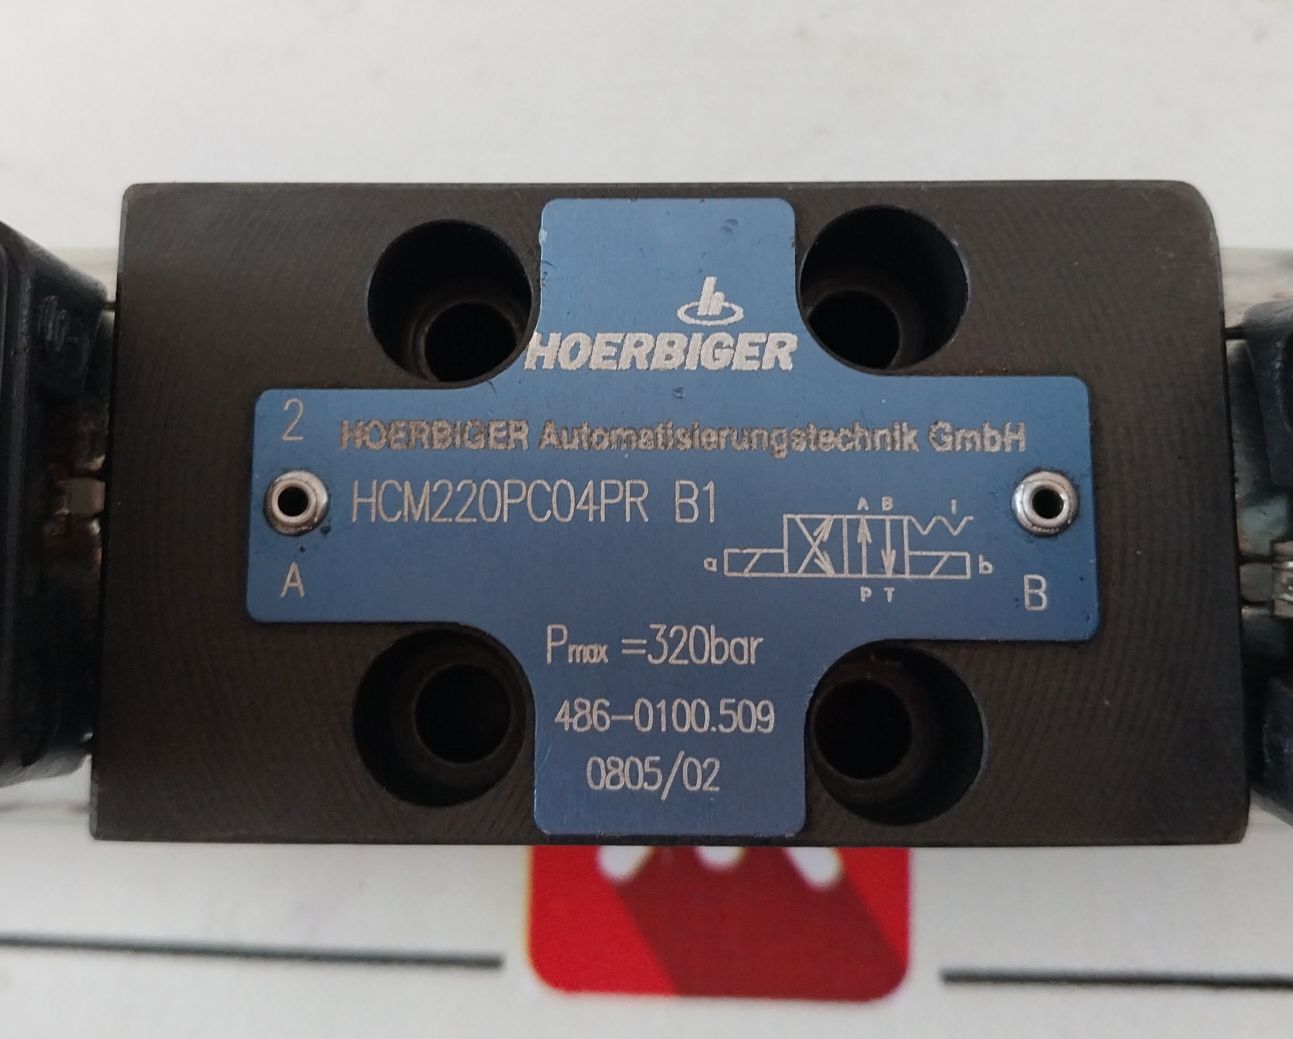 HOERBIGER
2
HOERBIGER Automatisierungstechnik GmbH
HCM220PC04PR B1
A B i
a b
P T
A
B
Pmax =320bar
486-0100.509
0805/02